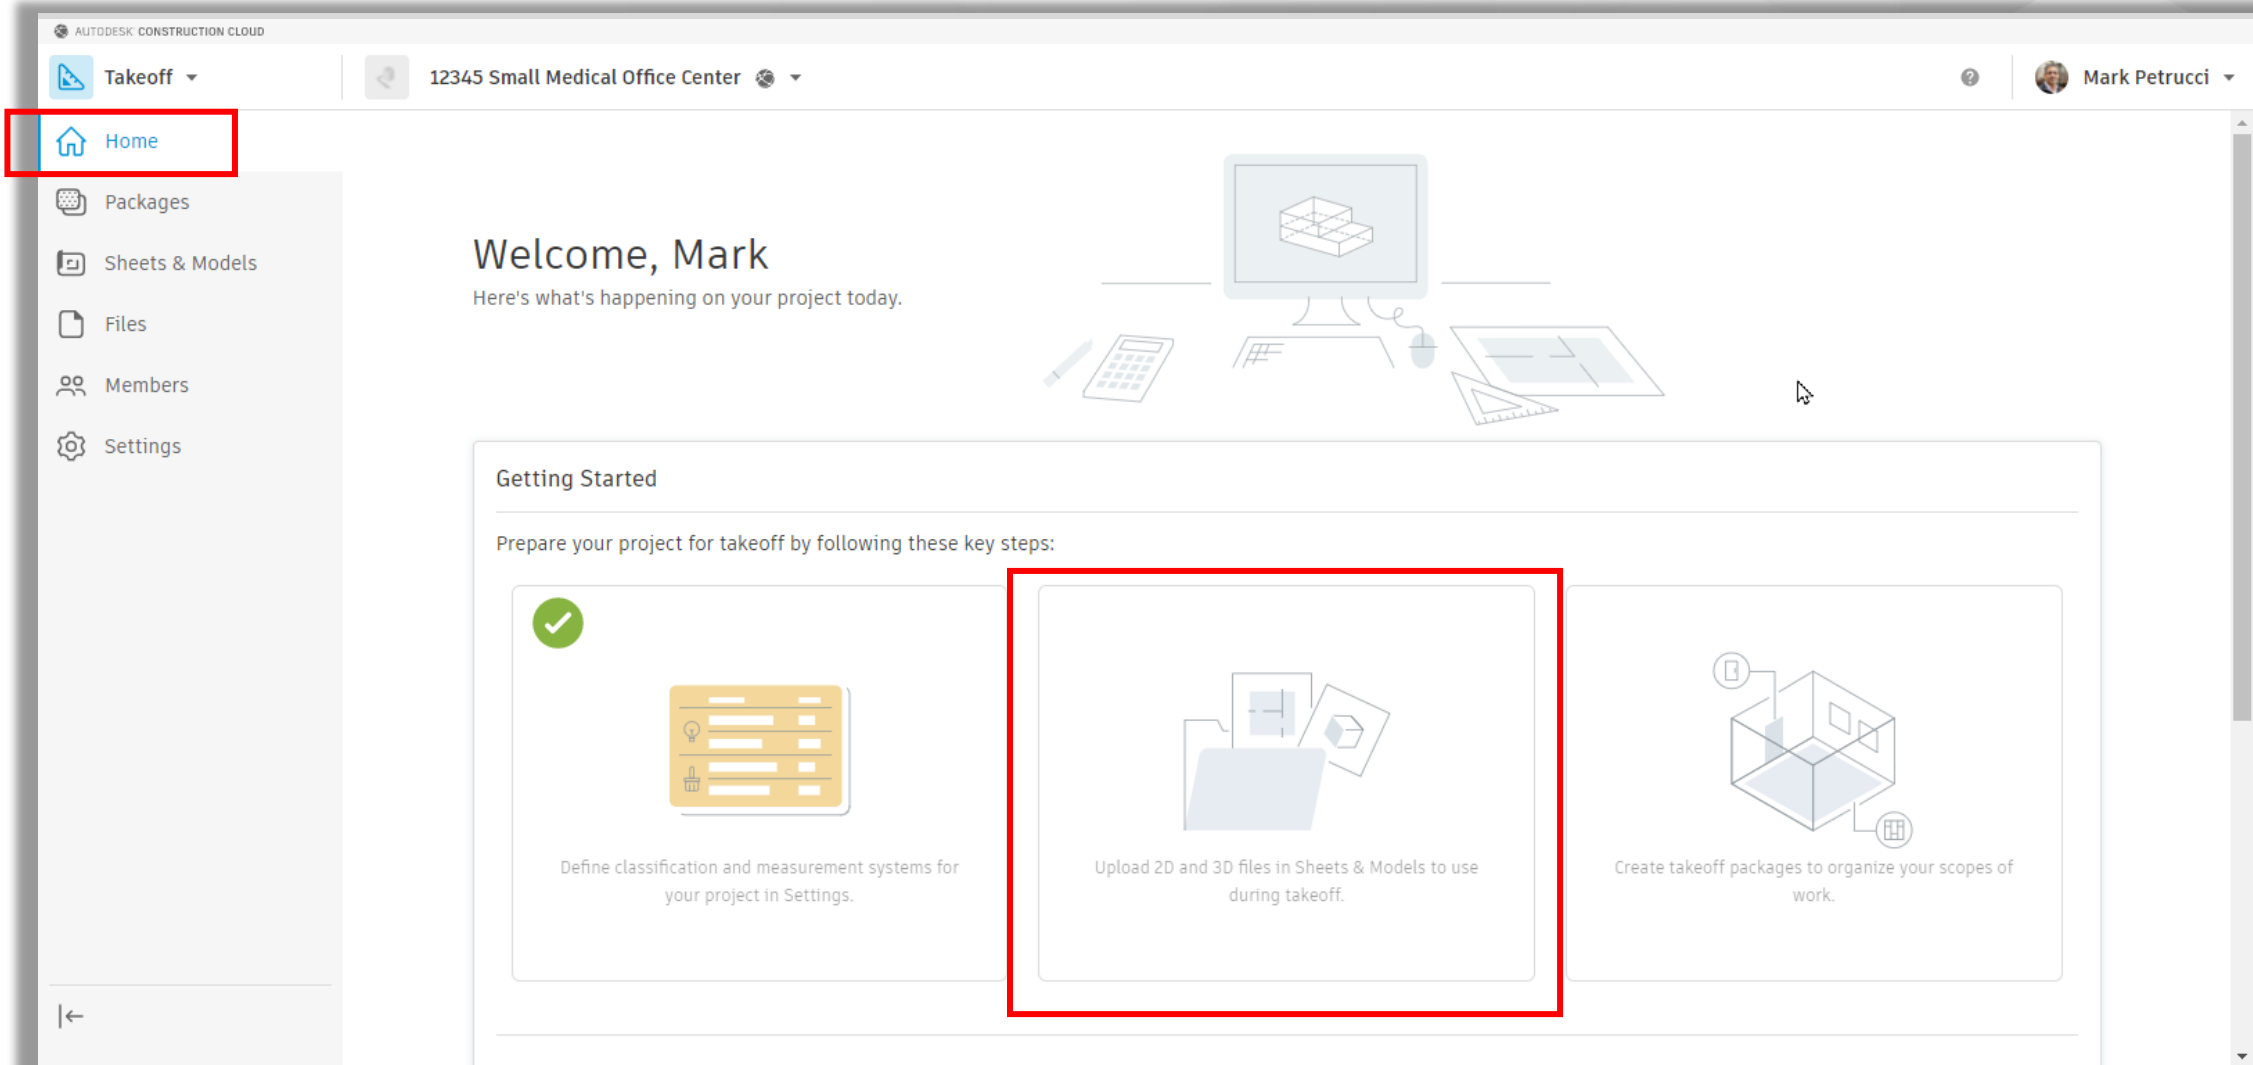 AUTODESK CONSTRUCTION CLOUD
Takeoff
12345 Small Medical Office Center
Mark Petrucci
Home
Packages
Sheets & Models
Files
Members
Settings
Welcome, Mark
Here's what's happening on your project today.
Getting Started
Prepare your project for takeoff by following these key steps:
Define classification and measurement systems for
your project in Settings.
Upload 2D and 3D files in Sheets & Models to use
during takeoff.
Create takeoff packages to organize your scopes of
work.